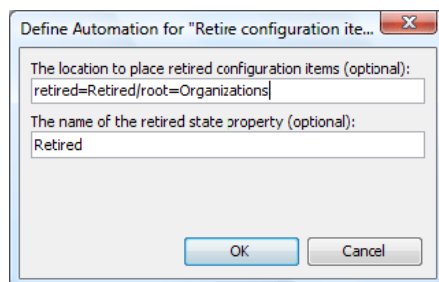 Define Automation for "Retire configuration ite...
The location to place retired configuration items (optional):
retired=Retired/root=Organizations
The name of the retired state property (optional):
Retired
OK
Cancel